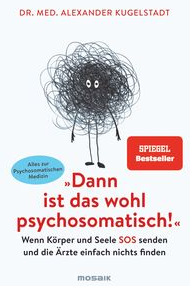 DR. MED. ALEXANDER KUGELSTADT
Alles zur
Psychosomatischen
Medizin
SPIEGEL
Bestseller
»Dann
ist das wohl
psychosomatisch!«
Wenn Körper und Seele SOS senden
und die Ärzte einfach nichts finden
mosaik